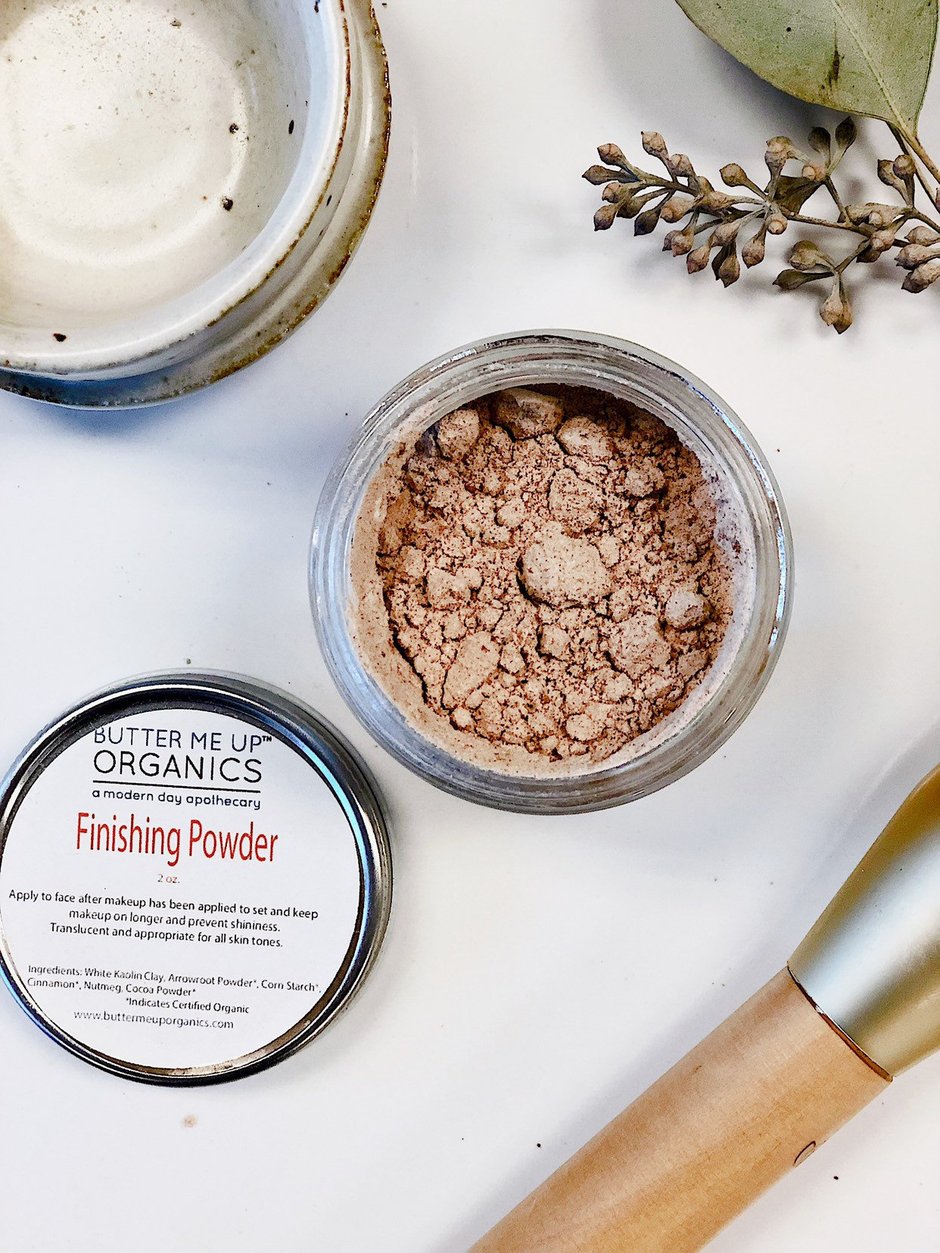 BUTTER ME UP™
ORGANICS
a modern day apothecary
Finishing Powder
2 oz.
Apply to face after makeup has been applied to set and keep
makeup on longer and prevent shininess.
Translucent and appropriate for all skin tones.
Ingredients: White Kaolin Clay, Arrowroot Powder*, Corn Starch*,
Cinnamon*, Nutmeg, Cocoa Powder*
*Indicates Certified Organic
www.buttermeuporganics.com